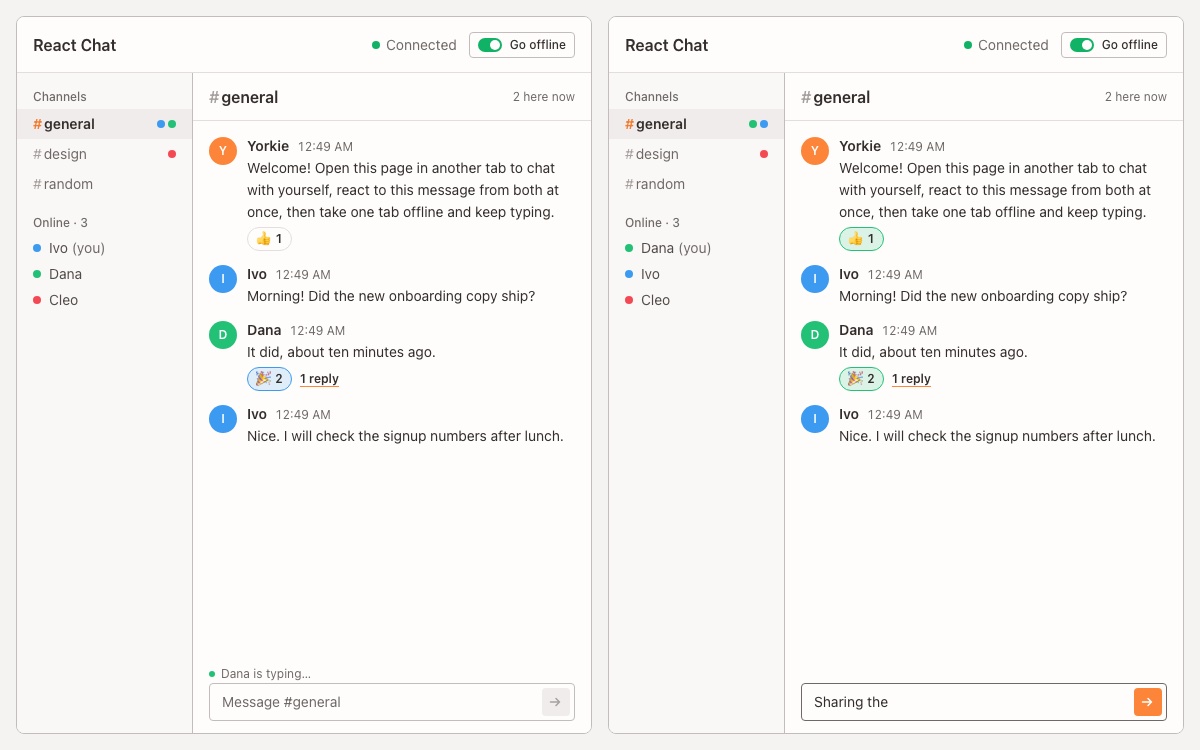 React Chat
Connected
Go offline
Channels
#general
#design
#random
Online · 3
Ivo (you)
Dana
Cleo
#general
2 here now
Y
Yorkie 12:49 AM
Welcome! Open this page in another tab to chat
with yourself, react to this message from both at
once, then take one tab offline and keep typing.
👍 1
I
Ivo 12:49 AM
Morning! Did the new onboarding copy ship?
D
Dana 12:49 AM
It did, about ten minutes ago.
🎉 2 1 reply
I
Ivo 12:49 AM
Nice. I will check the signup numbers after lunch.
Dana is typing...
Message #general
React Chat
Connected
Go offline
Channels
#general
#design
#random
Online · 3
Dana (you)
Ivo
Cleo
#general
2 here now
Y
Yorkie 12:49 AM
Welcome! Open this page in another tab to chat
with yourself, react to this message from both at
once, then take one tab offline and keep typing.
👍 1
I
Ivo 12:49 AM
Morning! Did the new onboarding copy ship?
D
Dana 12:49 AM
It did, about ten minutes ago.
🎉 2 1 reply
I
Ivo 12:49 AM
Nice. I will check the signup numbers after lunch.
Sharing the